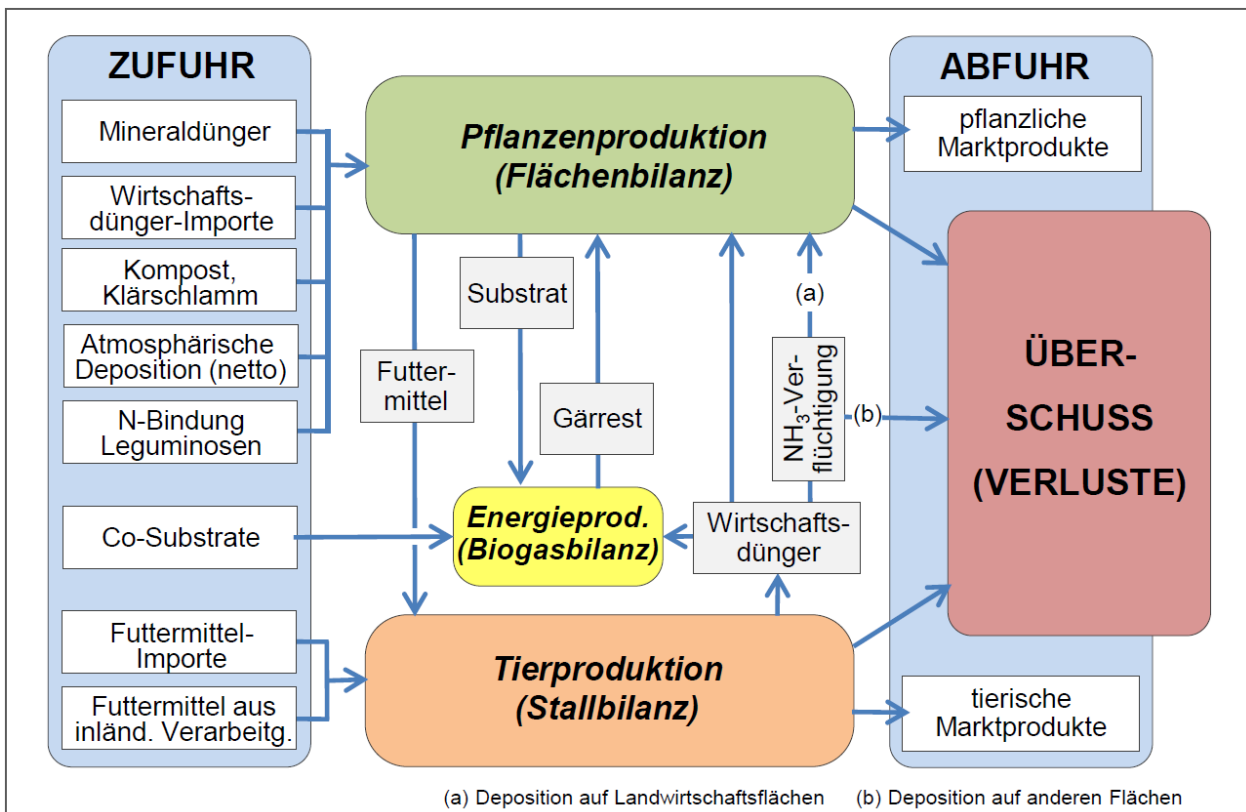 ZUFUHR
Mineraldünger
Wirtschafts-
dünger-Importe
Kompost,
Klärschlamm
Atmosphärische
Deposition (netto)
N-Bindung
Leguminosen
Co-Substrate
Futtermittel-
Importe
Futtermittel aus
inländ. Verarbeitg.
Pflanzenproduktion
(Flächenbilanz)
Substrat
Futter-
mittel
Gärrest
(a)
NH₃-Ver-
flüchtigung
(b)
Energieprod.
(Biogasbilanz)
Wirtschafts-
dünger
Tierproduktion
(Stallbilanz)
ABFUHR
pflanzliche
Marktprodukte
ÜBER-
SCHUSS
(VERLUSTE)
tierische
Marktprodukte
(a) Deposition auf Landwirtschaftsflächen
(b) Deposition auf anderen Flächen